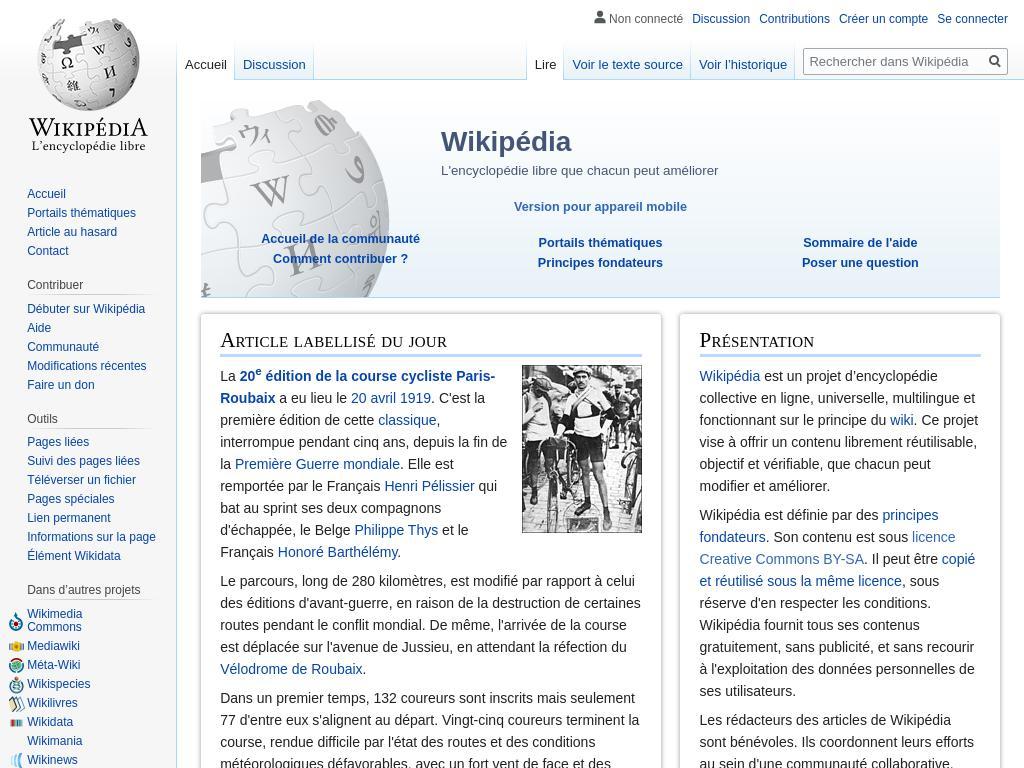 Non connecté Discussion Contributions Créer un compte Se connecter
Accueil Discussion Lire Voir le texte source Voir l'historique Rechercher dans Wikipédia
WIKIPÉDIA
L'encyclopédie libre
Accueil
Portails thématiques
Article au hasard
Contact
Contribuer
Débuter sur Wikipédia
Aide
Communauté
Modifications récentes
Faire un don
Outils
Pages liées
Suivi des pages liées
Téléverser un fichier
Pages spéciales
Lien permanent
Informations sur la page
Élément Wikidata
Dans d'autres projets
Wikimedia
Commons
Mediawiki
Méta-Wiki
Wikispecies
Wikilivres
Wikidata
Wikimania
Wikinews
Wikipédia
L'encyclopédie libre que chacun peut améliorer
Version pour appareil mobile
Accueil de la communauté
Comment contribuer ?
Portails thématiques
Principes fondateurs
Sommaire de l'aide
Poser une question
Article labellisé du jour
La 20e édition de la course cycliste Paris-
Roubaix a eu lieu le 20 avril 1919. C'est la
première édition de cette classique,
interrompue pendant cinq ans, depuis la fin de
la Première Guerre mondiale. Elle est
remportée par le Français Henri Pélissier qui
bat au sprint ses deux compagnons
d'échappée, le Belge Philippe Thys et le
Français Honoré Barthélémy.
Le parcours, long de 280 kilomètres, est modifié par rapport à celui
des éditions d'avant-guerre, en raison de la destruction de certaines
routes pendant le conflit mondial. De même, l'arrivée de la course
est déplacée sur l'avenue de Jussieu, en attendant la réfection du
Vélodrome de Roubaix.
Dans un premier temps, 132 coureurs sont inscrits mais seulement
77 d'entre eux s'alignent au départ. Vingt-cinq coureurs terminent la
course, rendue difficile par l'état des routes et des conditions
météorologiques défavorables, avec un fort vent de face et des
Présentation
Wikipédia est un projet d'encyclopédie
collective en ligne, universelle, multilingue et
fonctionnant sur le principe du wiki. Ce projet
vise à offrir un contenu librement réutilisable,
objectif et vérifiable, que chacun peut
modifier et améliorer.
Wikipédia est définie par des principes
fondateurs. Son contenu est sous licence
Creative Commons BY-SA. Il peut être copié
et réutilisé sous la même licence, sous
réserve d'en respecter les conditions.
Wikipédia fournit tous ses contenus
gratuitement, sans publicité, et sans recourir
à l'exploitation des données personnelles de
ses utilisateurs.
Les rédacteurs des articles de Wikipédia
sont bénévoles. Ils coordonnent leurs efforts
au sein d'une communauté collaborative,